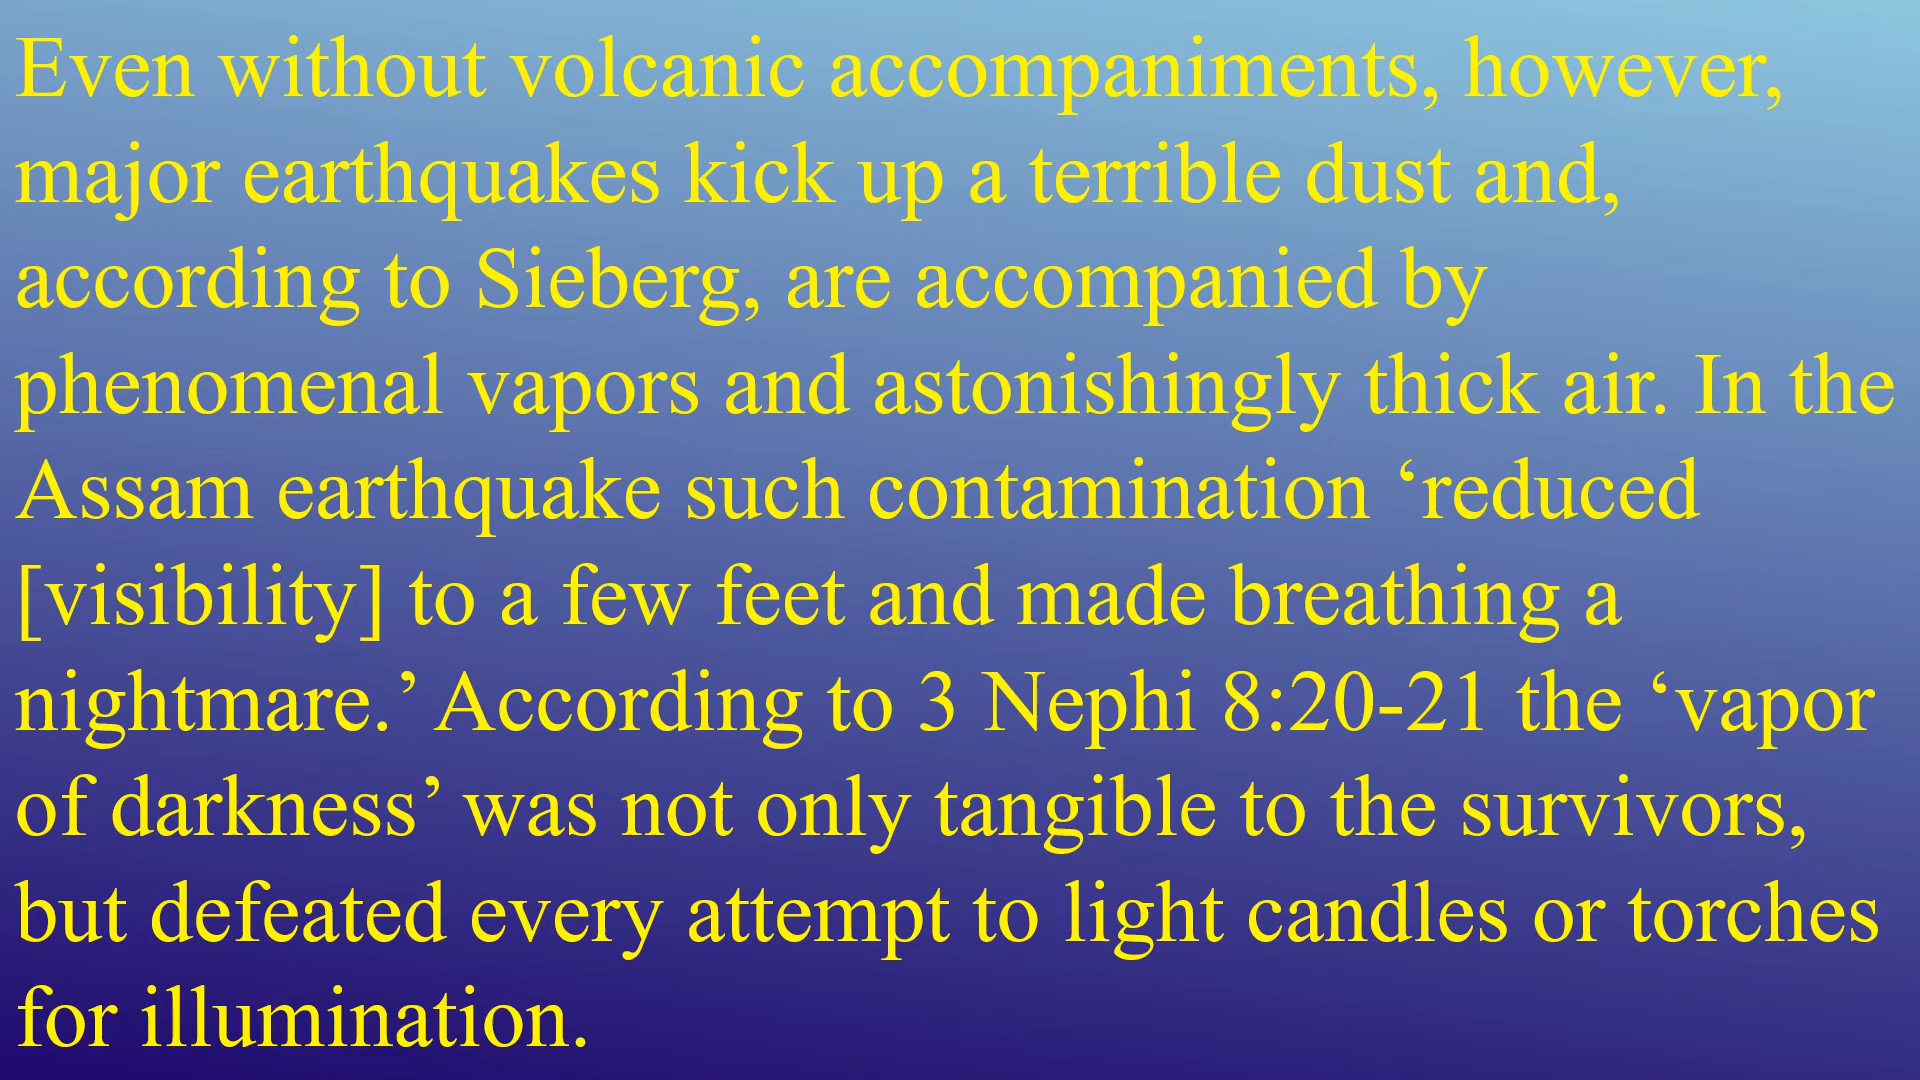 Even without volcanic accompaniments, however,
major earthquakes kick up a terrible dust and,
according to Sieberg, are accompanied by
phenomenal vapors and astonishingly thick air. In the
Assam earthquake such contamination ‘reduced
[visibility] to a few feet and made breathing a
nightmare.’ According to 3 Nephi 8:20-21 the ‘vapor
of darkness’ was not only tangible to the survivors,
but defeated every attempt to light candles or torches
for illumination.